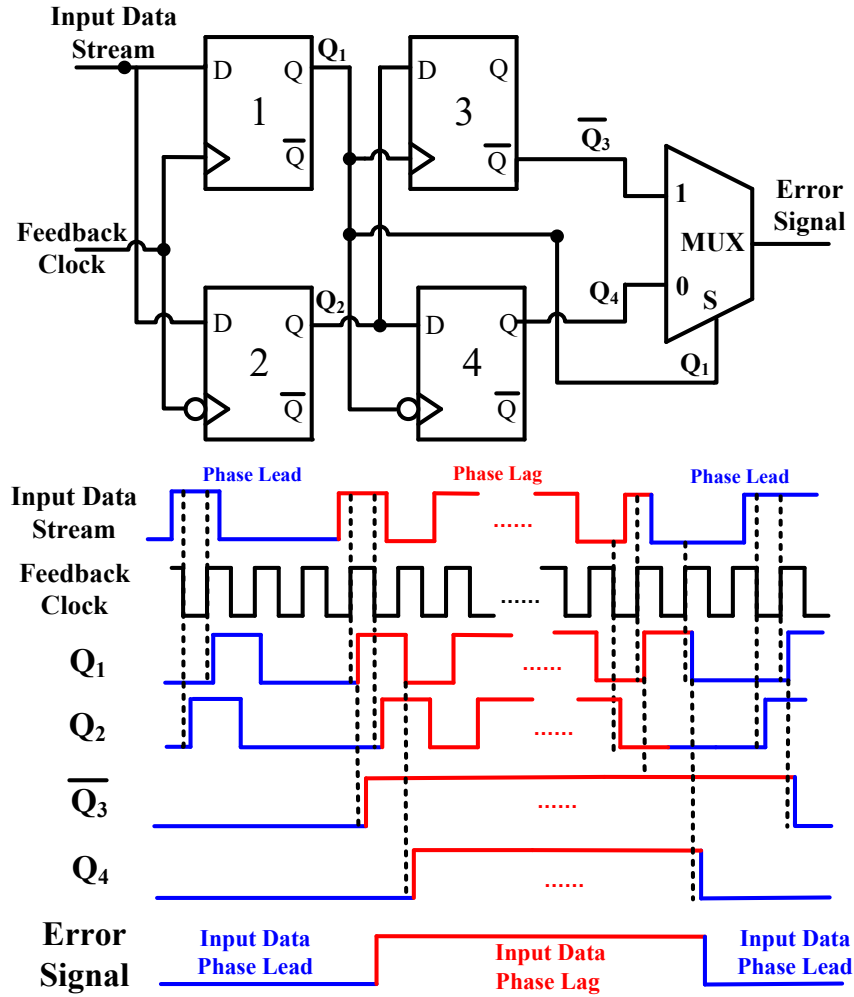 Input Data
Stream
D
Q
1
Q̅
Q₁
D
Q
3
Q̅
Q̅₃
1
MUX
0
S
Error
Signal
Feedback
Clock
D
Q
2
Q̅
Q₂
D
Q
4
Q̅
Q₄
Q₁
Phase Lead
Phase Lag
Phase Lead
Input Data
Stream
......
Feedback
Clock
......
Q₁
......
Q₂
......
Q̅₃
......
Q₄
......
Error
Signal
Input Data
Phase Lead
Input Data
Phase Lag
Input Data
Phase Lead